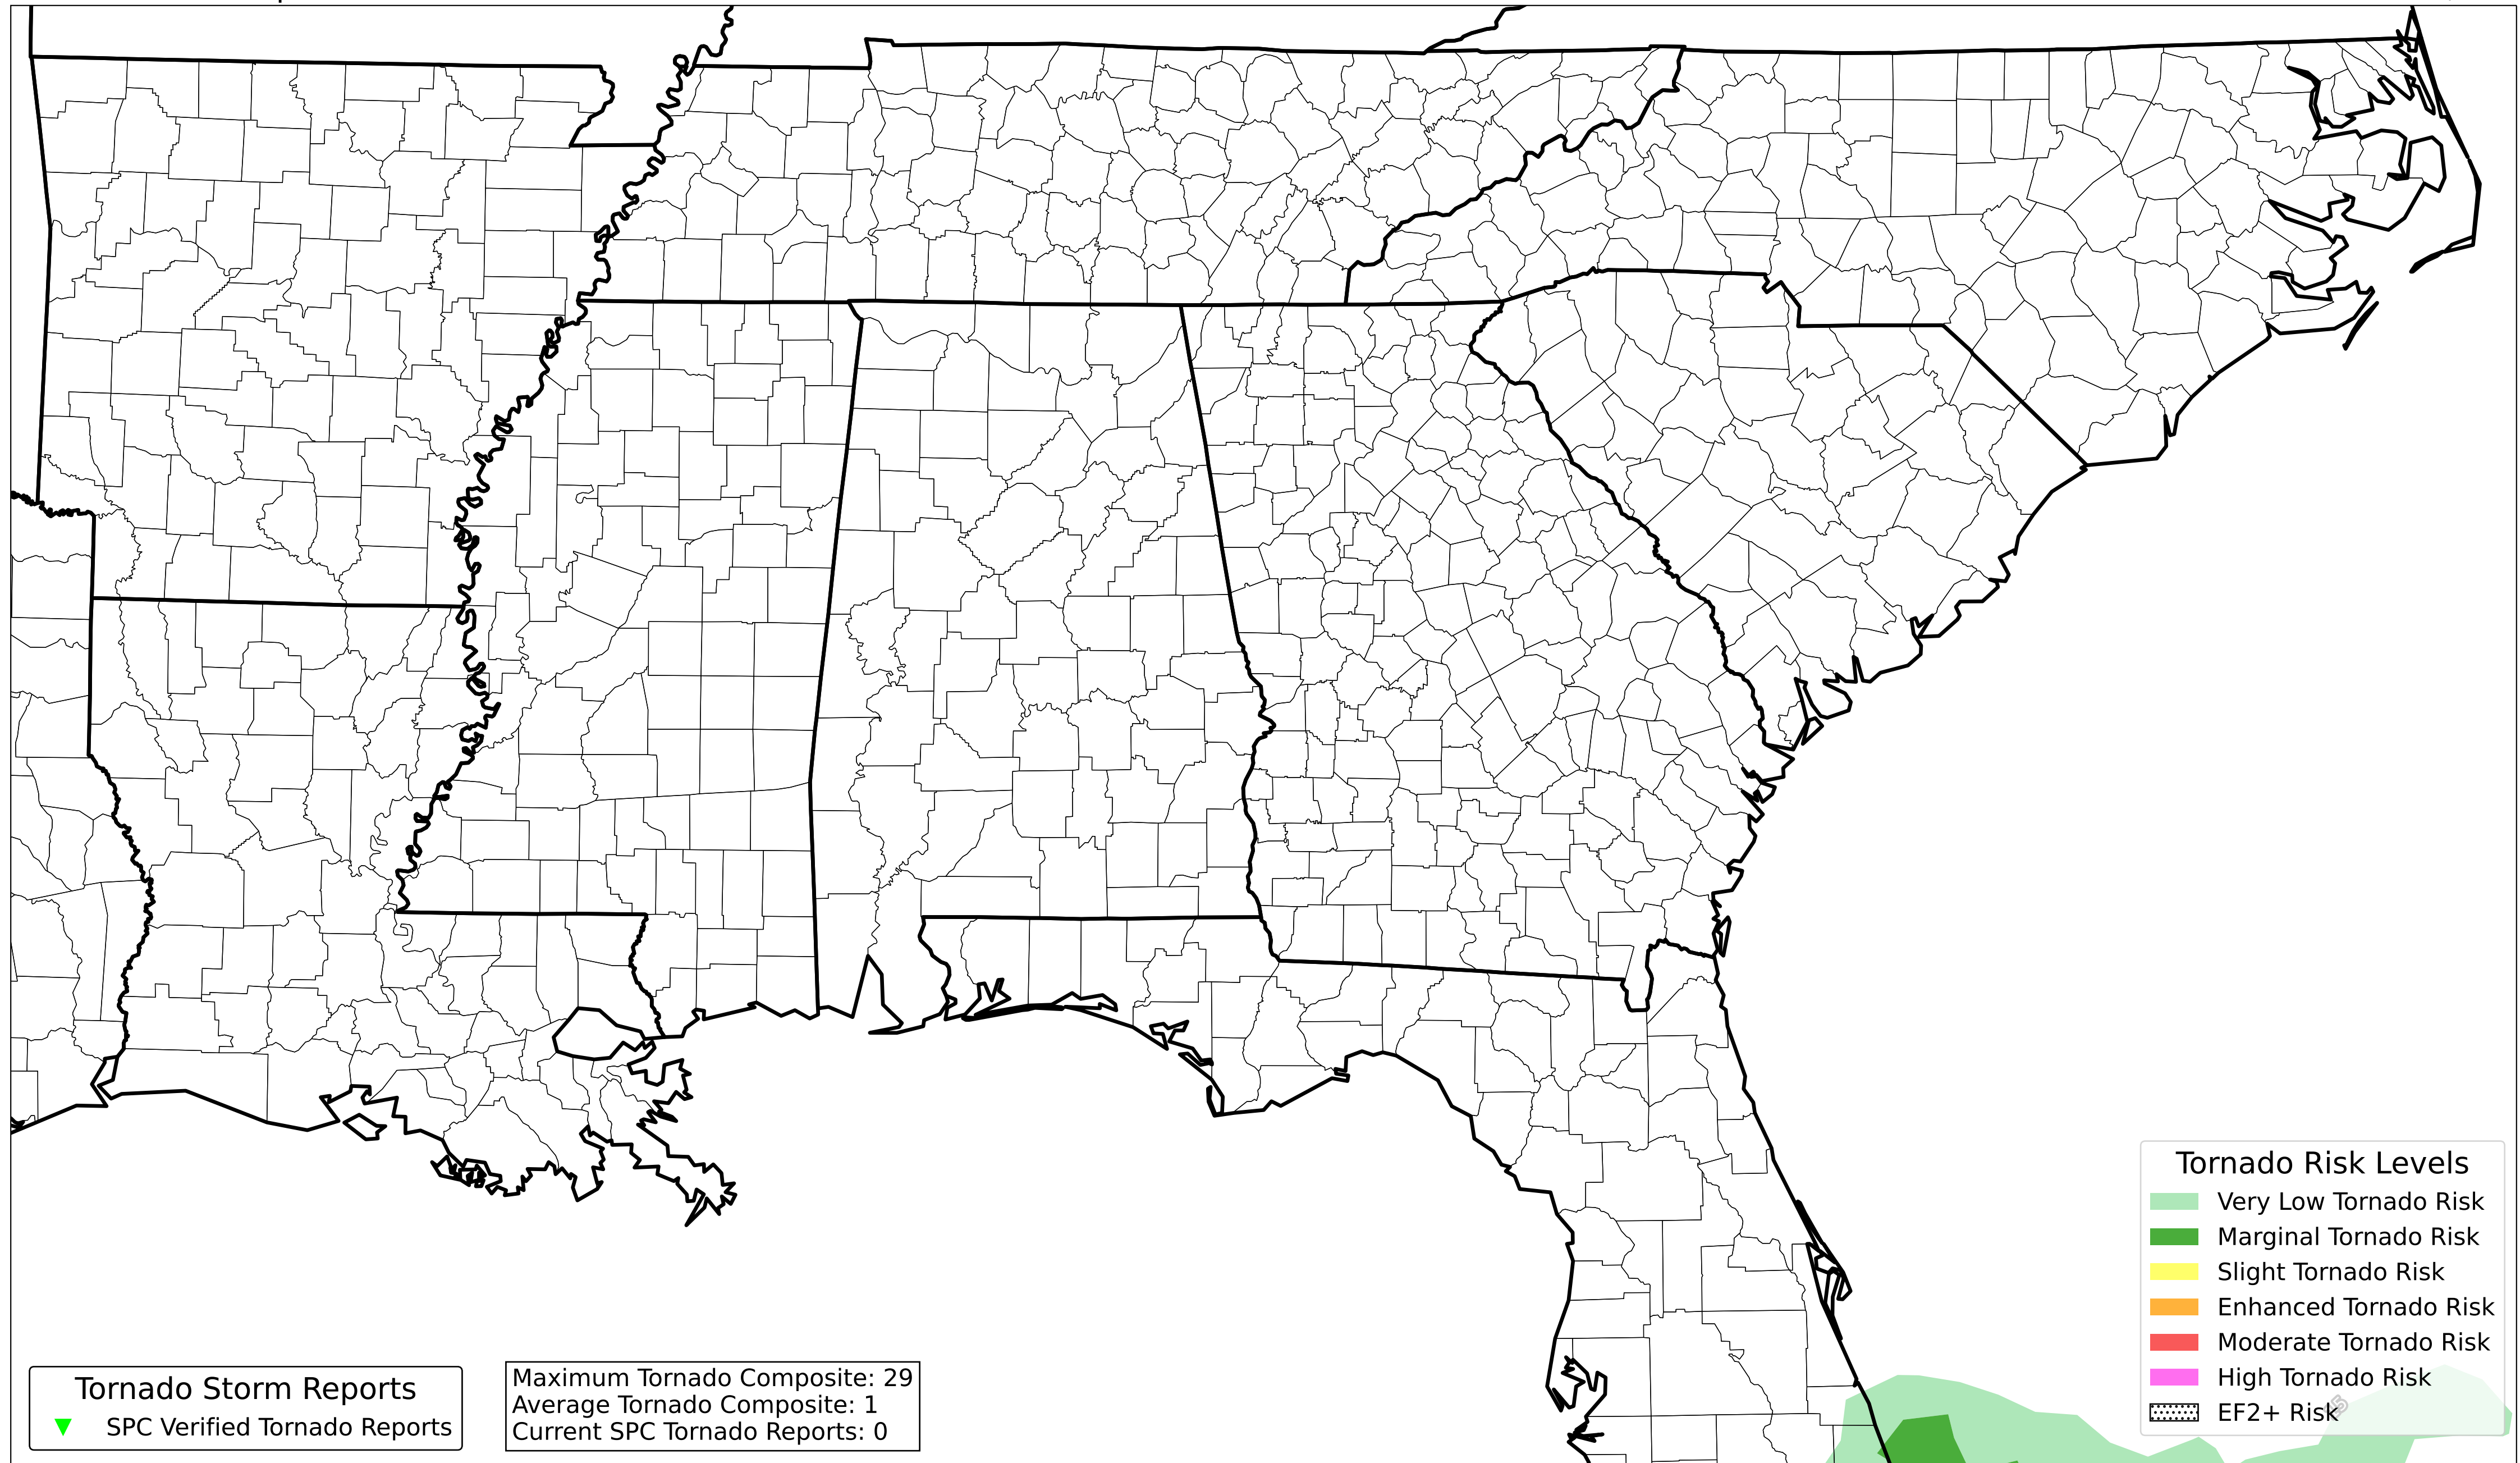 Tornado Risk Levels
Very Low Tornado Risk
Marginal Tornado Risk
Slight Tornado Risk
Enhanced Tornado Risk
Moderate Tornado Risk
High Tornado Risk
EF2+ Risk
Tornado Storm Reports
SPC Verified Tornado Reports
Maximum Tornado Composite: 29
Average Tornado Composite: 1
Current SPC Tornado Reports: 0